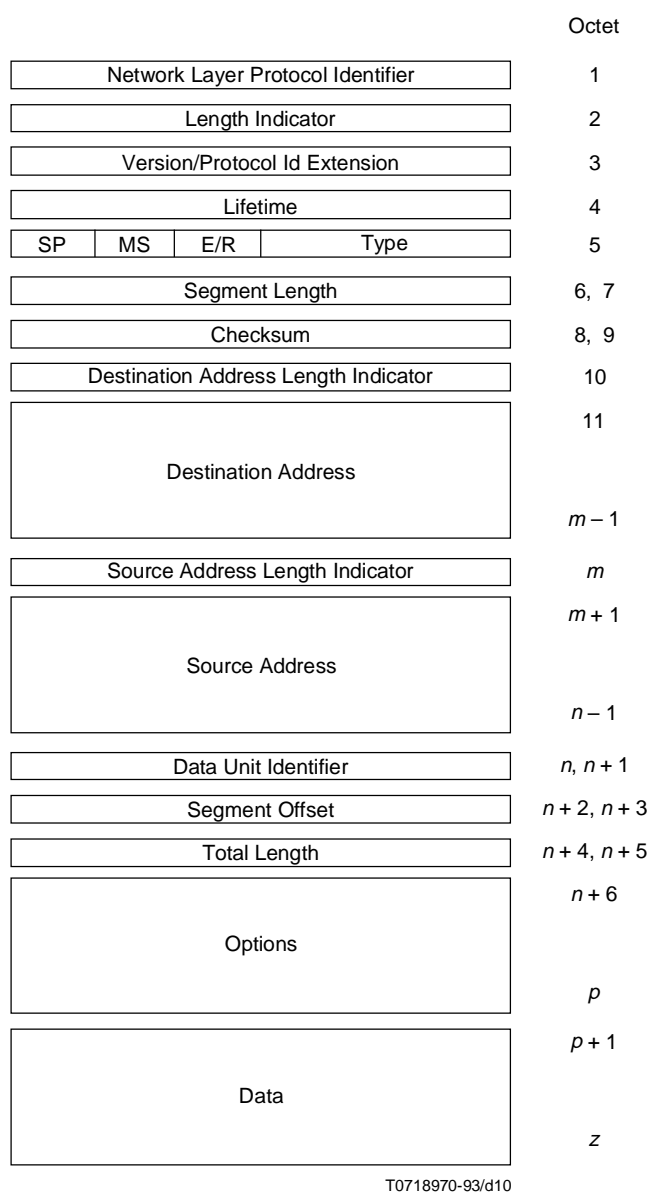 Octet
Network Layer Protocol Identifier 1
Length Indicator 2
Version/Protocol Id Extension 3
Lifetime 4
SP MS E/R Type 5
Segment Length 6, 7
Checksum 8, 9
Destination Address Length Indicator 10
11
Destination Address
m – 1
Source Address Length Indicator m
m + 1
Source Address
n – 1
Data Unit Identifier n, n + 1
Segment Offset n + 2, n + 3
Total Length n + 4, n + 5
n + 6
Options
p
p + 1
Data
z
T0718970-93/d10